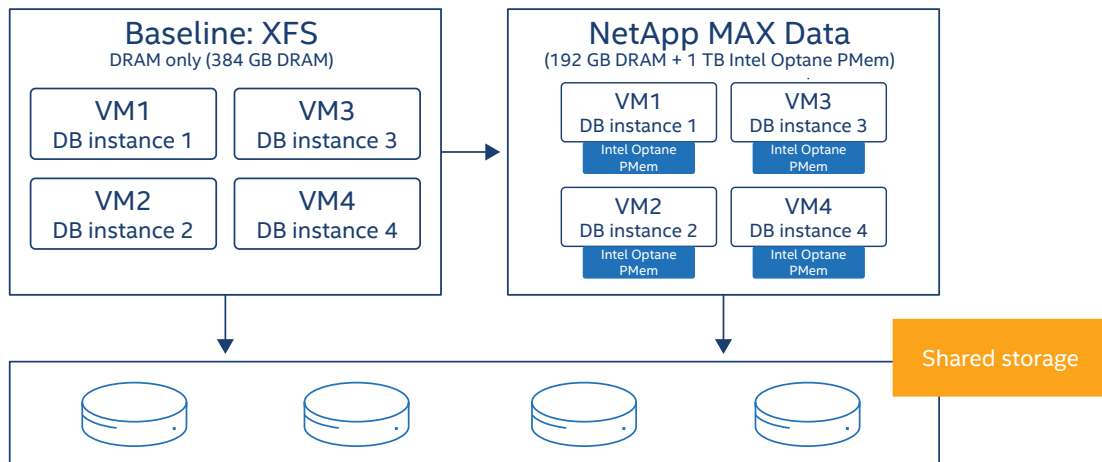 Baseline: XFS
DRAM only (384 GB DRAM)
VM1
DB instance 1
VM3
DB instance 3
VM2
DB instance 2
VM4
DB instance 4
NetApp MAX Data
(192 GB DRAM + 1 TB Intel Optane PMem)
VM1
DB instance 1
Intel Optane
PMem
VM3
DB instance 3
Intel Optane
PMem
VM2
DB instance 2
Intel Optane
PMem
VM4
DB instance 4
Intel Optane
PMem
Shared storage